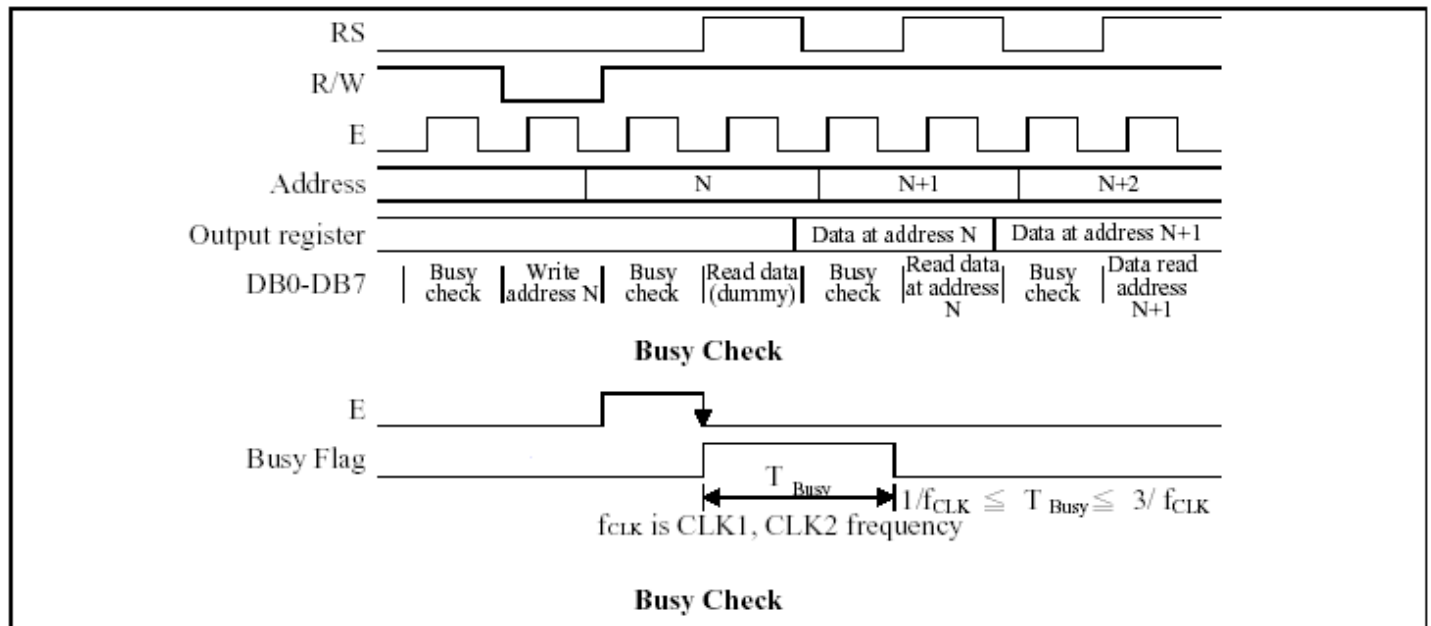 RS
R/W
E
Address N N+1 N+2
Output register Data at address N Data at address N+1
DB0-DB7 Busy check Write address N Busy check Read data (dummy) Busy check Read data at address N Busy check Data read address N+1
Busy Check
E
Busy Flag
T Busy
1/fCLK ≦ T Busy ≦ 3/ fCLK
fCLK is CLK1, CLK2 frequency
Busy Check